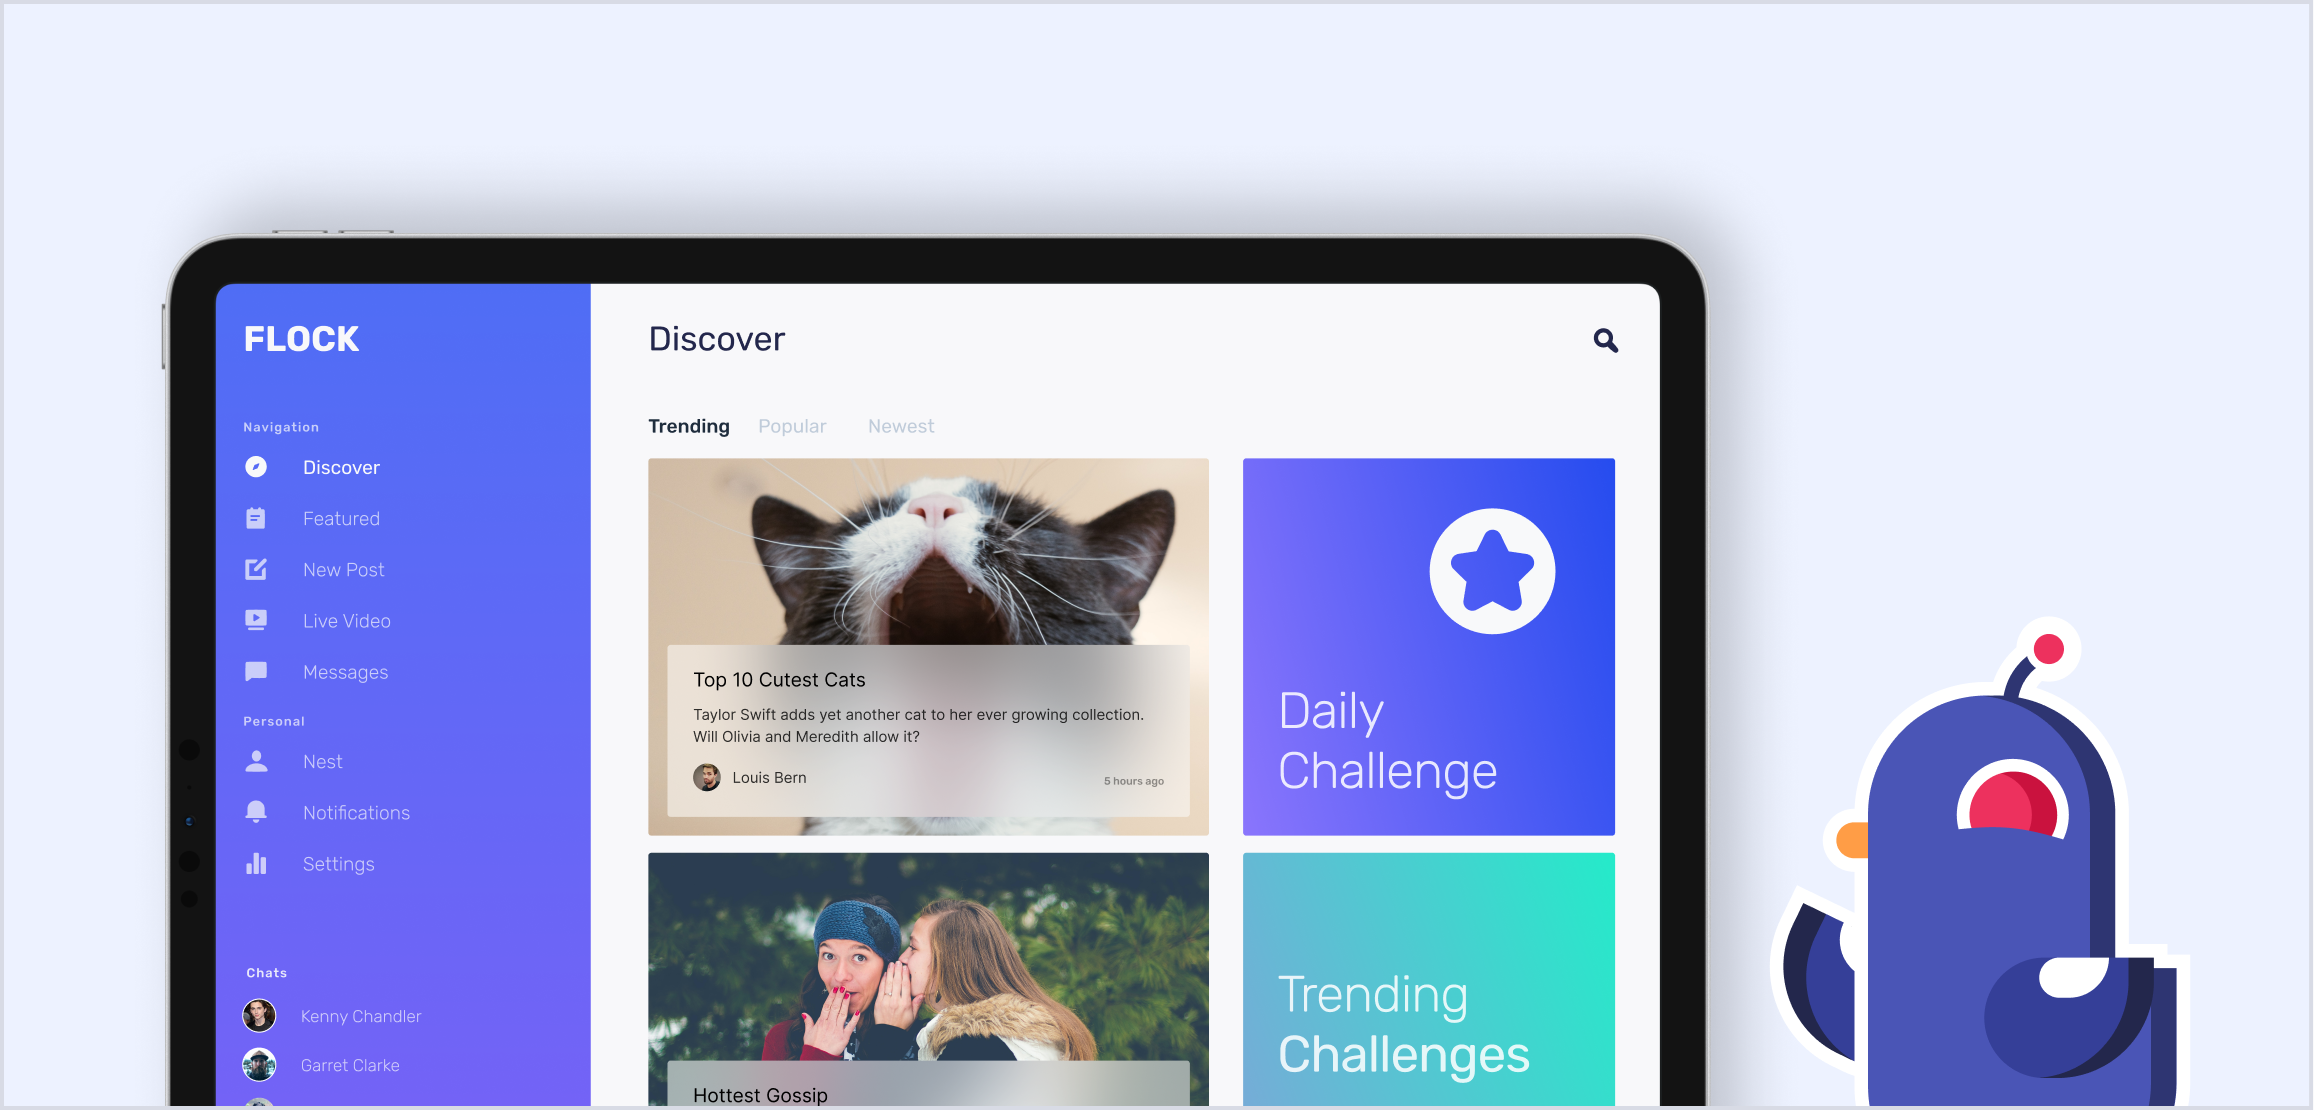 FLOCK
Navigation
Discover
Featured
New Post
Live Video
Messages
Personal
Nest
Notifications
Settings
Chats
Kenny Chandler
Garret Clarke
Discover
Trending
Popular
Newest
Top 10 Cutest Cats
Taylor Swift adds yet another cat to her ever growing collection.
Will Olivia and Meredith allow it?
Louis Bern
5 hours ago
Daily
Challenge
Hottest Gossip
Trending
Challenges